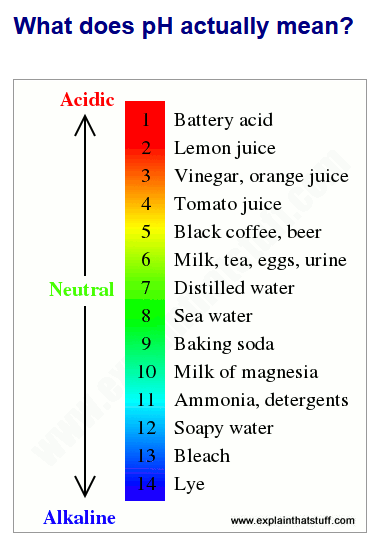 What does pH actually mean?
Acidic
1 Battery acid
2 Lemon juice
3 Vinegar, orange juice
4 Tomato juice
5 Black coffee, beer
6 Milk, tea, eggs, urine
Neutral 7 Distilled water
8 Sea water
9 Baking soda
10 Milk of magnesia
11 Ammonia, detergents
12 Soapy water
13 Bleach
14 Lye
Alkaline
www.explainthatstuff.com